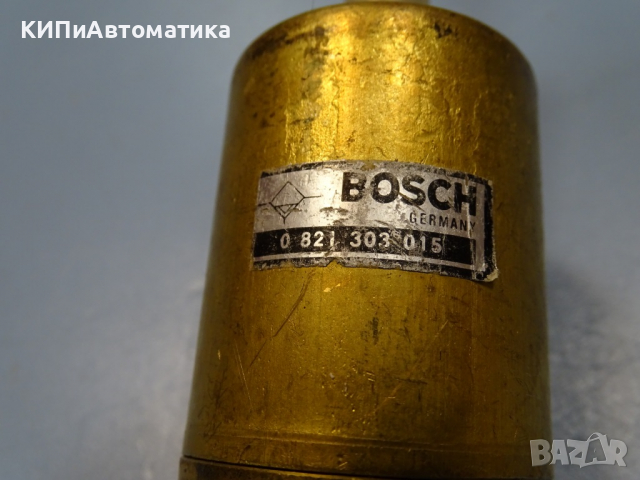 КИПиАвтоматика
BOSCH
GERMANY
0 821 303 015
BAZAR